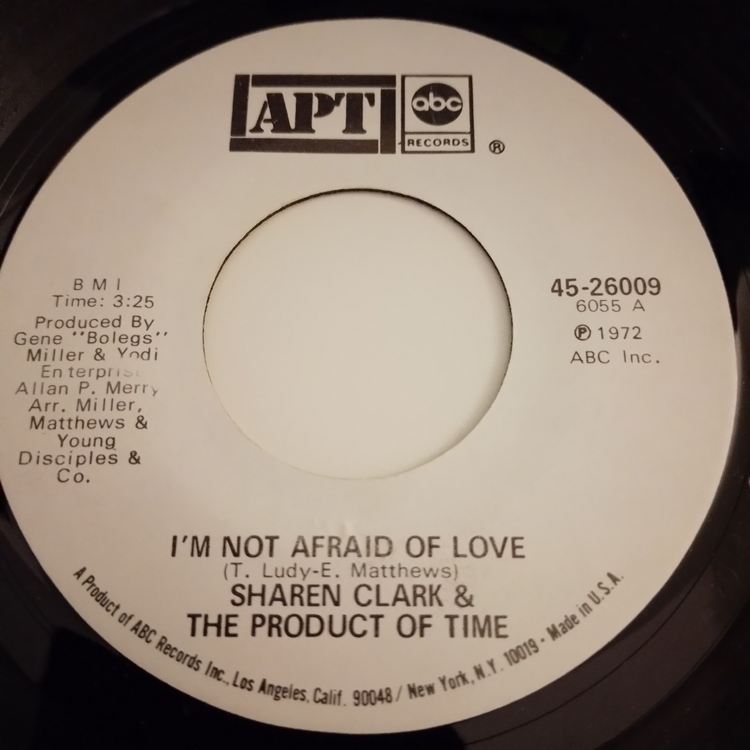 APT
abc
RECORDS
®
BMI
Time: 3:25
Produced By
Gene "Bolegs"
Miller & Yodi
Enterpris
Allan P. Merry
Arr. Miller,
Matthews &
Young
Disciples &
Co.
45-26009
6055 A
℗ 1972
ABC Inc.
I'M NOT AFRAID OF LOVE
(T. Ludy-E. Matthews)
SHAREN CLARK &
THE PRODUCT OF TIME
A Product of ABC Records Inc., Los Angeles, Calif. 90048 / New York, N.Y. 10019 - Made in U.S.A.